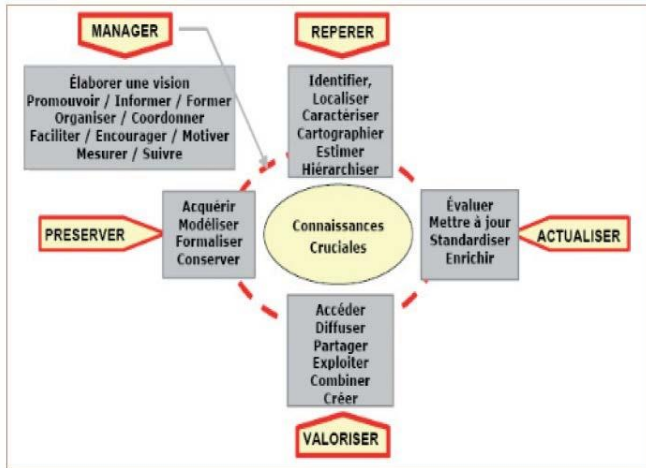 MANAGER
Élaborer une vision
Promouvoir / Informer / Former
Organiser / Coordonner
Faciliter / Encourager / Motiver
Mesurer / Suivre
REPERER
Identifier,
Localiser
Caractériser
Cartographier
Estimer
Hiérarchiser
PRESERVER
Acquérir
Modéliser
Formaliser
Conserver
Connaissances
Cruciales
Évaluer
Mettre à jour
Standardiser
Enrichir
ACTUALISER
Accéder
Diffuser
Partager
Exploiter
Combiner
Créer
VALORISER